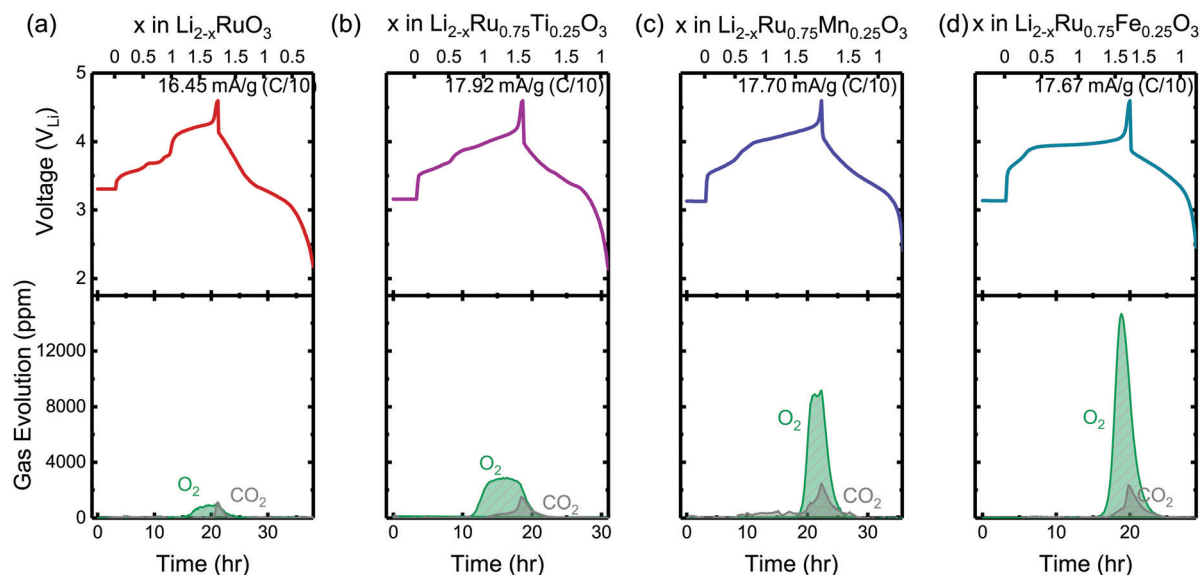 (a) x in Li₂₋ₓRuO₃
0 0.5 1 1.5 1.5 1 0.5
16.45 mA/g (C/10)
(b) x in Li₂₋ₓRu₀.₇₅Ti₀.₂₅O₃
0 0.5 1 1.5 1 0.5
17.92 mA/g (C/10)
(c) x in Li₂₋ₓRu₀.₇₅Mn₀.₂₅O₃
0 0.5 1 1.5 1.5 1
17.70 mA/g (C/10)
(d) x in Li₂₋ₓRu₀.₇₅Fe₀.₂₅O₃
0 0.5 1 1.5 1.5 1
17.67 mA/g (C/10)
Voltage (V_Li)
5
4
3
2
Gas Evolution (ppm)
12000
8000
4000
0
O₂
CO₂
O₂
CO₂
O₂
CO₂
O₂
CO₂
0 10 20 30
Time (hr)
0 10 20 30
Time (hr)
0 10 20 30
Time (hr)
0 10 20
Time (hr)